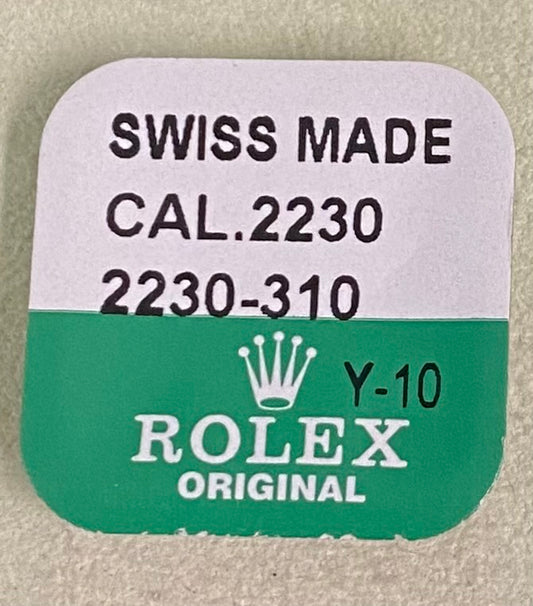 SWISS MADE
CAL.2230
2230-310
Y-10
ROLEX
ORIGINAL